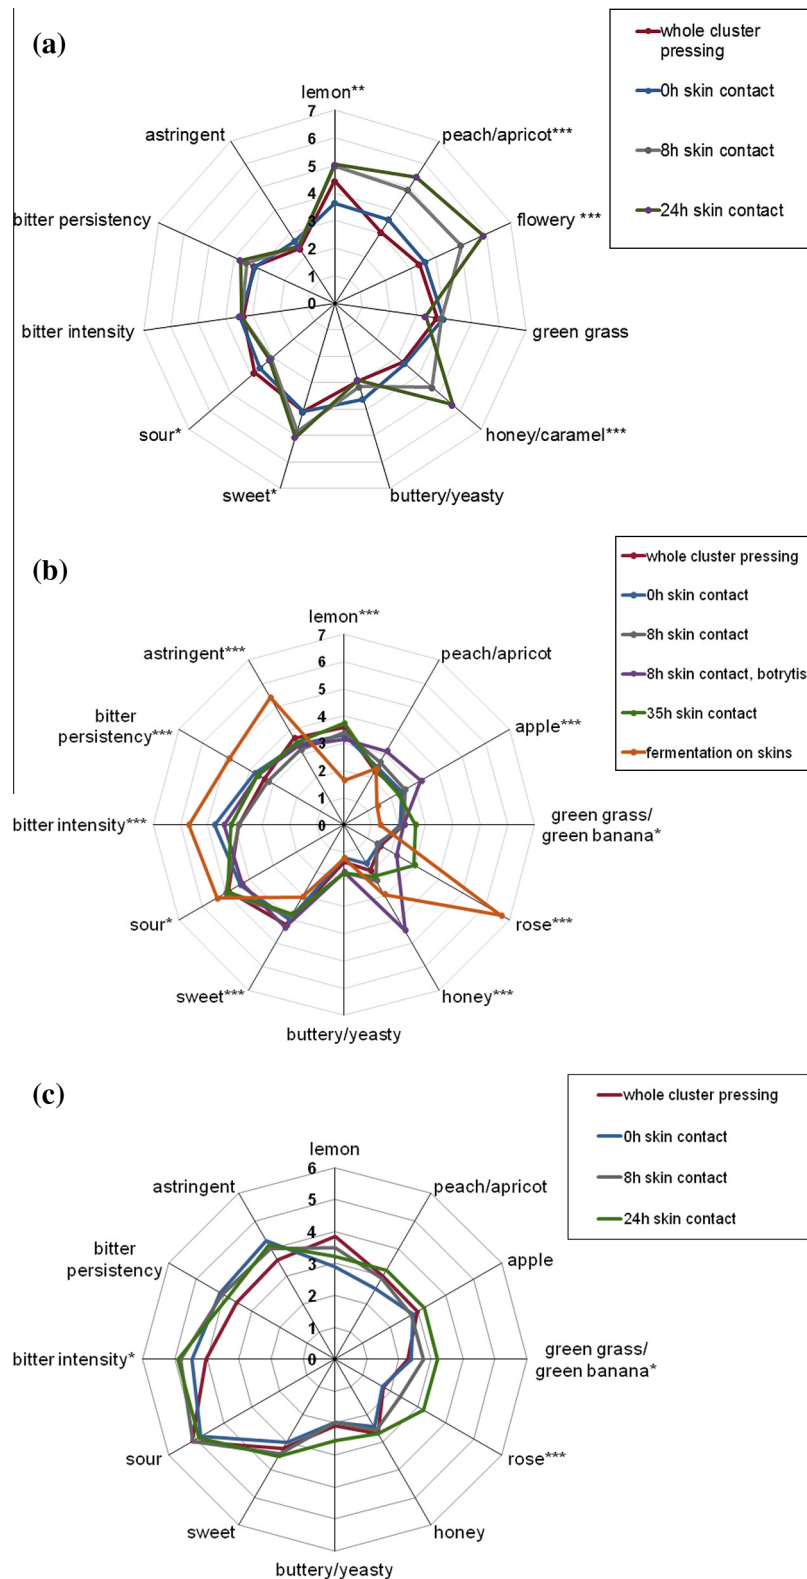 (a)
whole cluster
pressing
0h skin contact
8h skin contact
24h skin contact
lemon**
peach/apricot***
flowery ***
green grass
honey/caramel***
buttery/yeasty
sweet*
sour*
bitter intensity
bitter persistency
astringent
7
6
5
4
3
2
1
0
(b)
whole cluster pressing
0h skin contact
8h skin contact
8h skin contact, botrytis
35h skin contact
fermentation on skins
lemon***
peach/apricot
apple***
green grass/
green banana*
rose***
honey***
buttery/yeasty
sweet***
sour*
bitter intensity***
bitter
persistency***
astringent***
7
6
5
4
3
2
1
0
(c)
whole cluster pressing
0h skin contact
8h skin contact
24h skin contact
lemon
peach/apricot
apple
green grass/
green banana*
rose***
honey
buttery/yeasty
sweet
sour
bitter intensity*
bitter
persistency
astringent
6
5
4
3
2
1
0